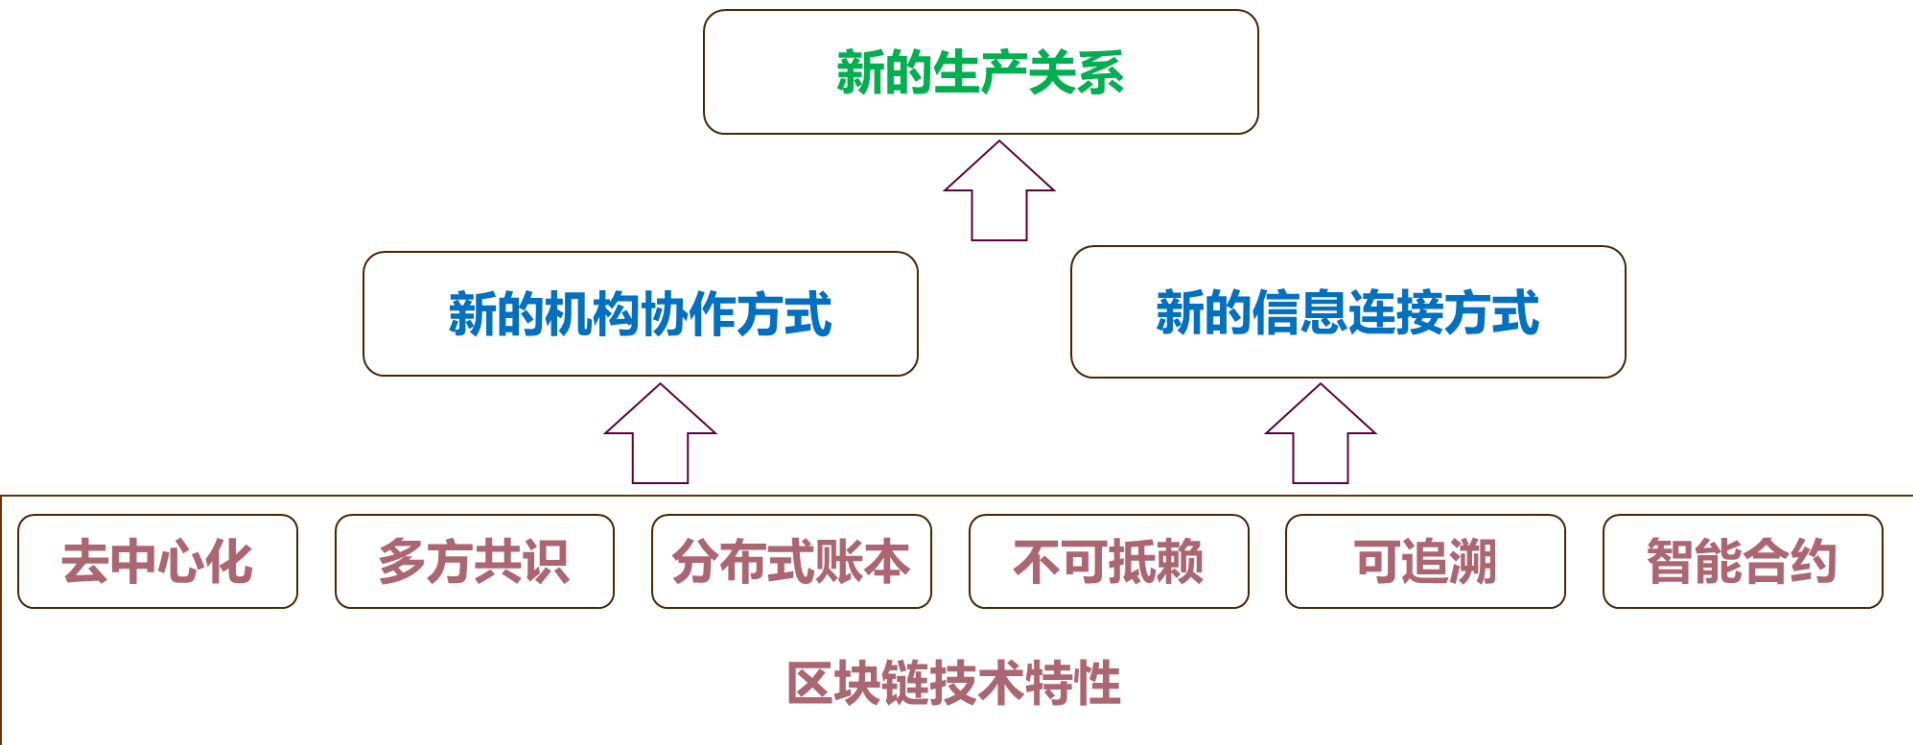 新的生产关系
新的机构协作方式
新的信息连接方式
去中心化
多方共识
分布式账本
不可抵赖
可追溯
智能合约
区块链技术特性